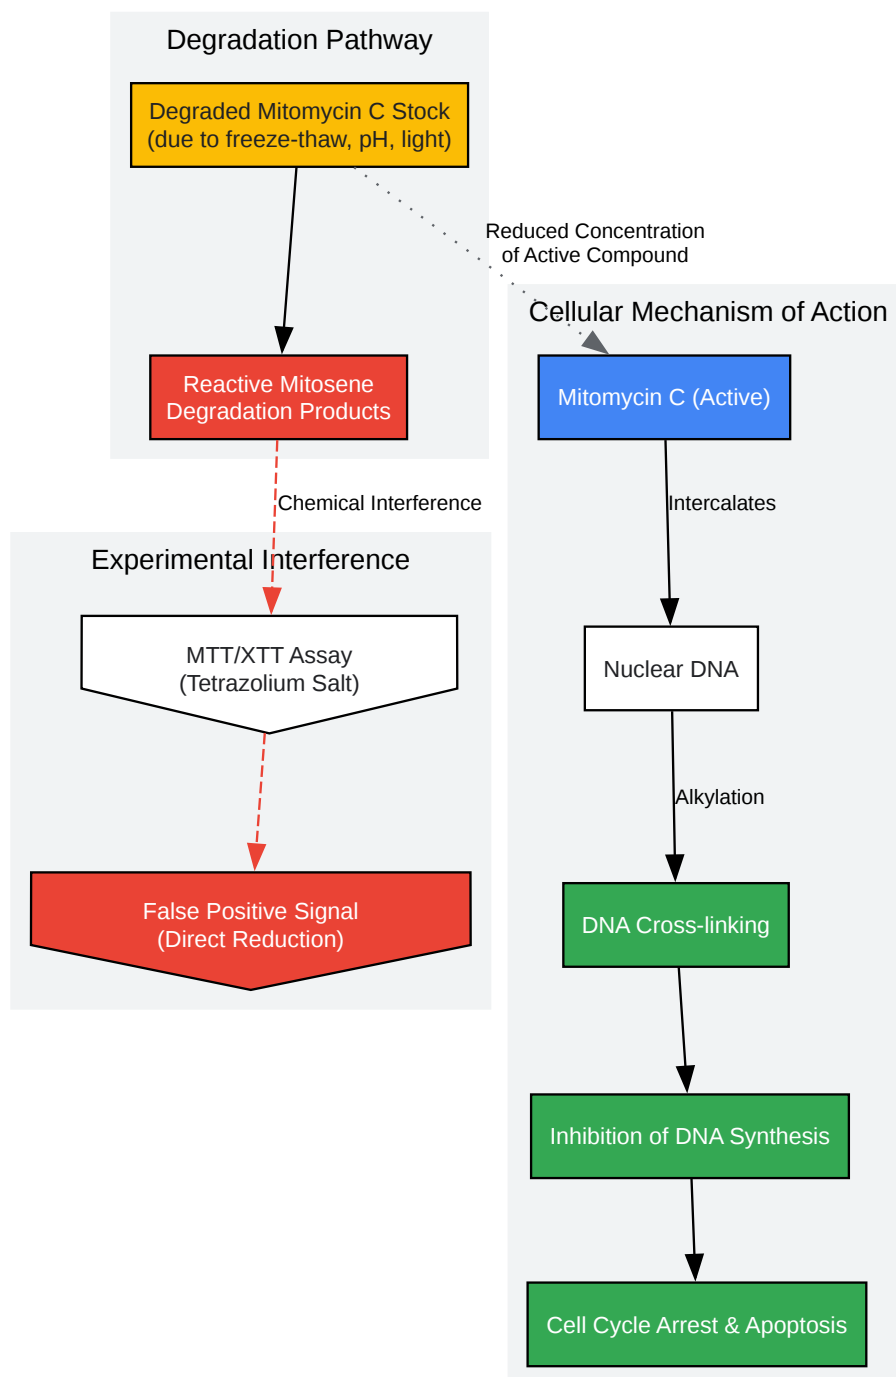 Degradation Pathway
Degraded Mitomycin C Stock
(due to freeze-thaw, pH, light)
Reduced Concentration
of Active Compound
Cellular Mechanism of Action
Reactive Mitosene
Degradation Products
Mitomycin C (Active)
Chemical Interference
Intercalates
Experimental Interference
MTT/XTT Assay
(Tetrazolium Salt)
Nuclear DNA
Alkylation
False Positive Signal
(Direct Reduction)
DNA Cross-linking
Inhibition of DNA Synthesis
Cell Cycle Arrest & Apoptosis